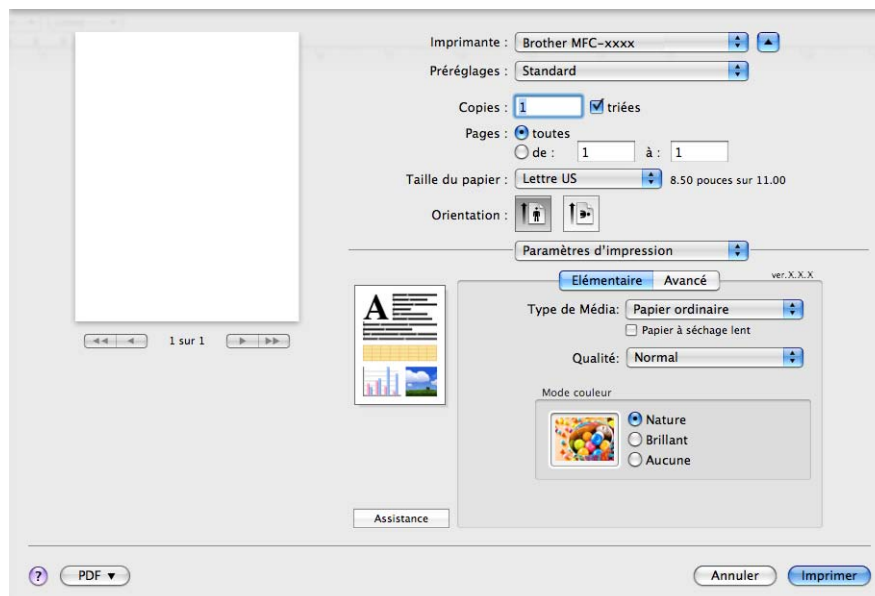 Imprimante : Brother MFC-xxxx
Préréglages : Standard
Copies : 1 triées
Pages : toutes
de : 1 à : 1
Taille du papier : Lettre US 8.50 pouces sur 11.00
Orientation :
Paramètres d'impression
Elémentaire Avancé ver.X.X.X
Type de Média: Papier ordinaire
Papier à séchage lent
Qualité: Normal
Mode couleur
Nature
Brillant
Aucune
A
1 sur 1
Assistance
? PDF ▼ Annuler Imprimer